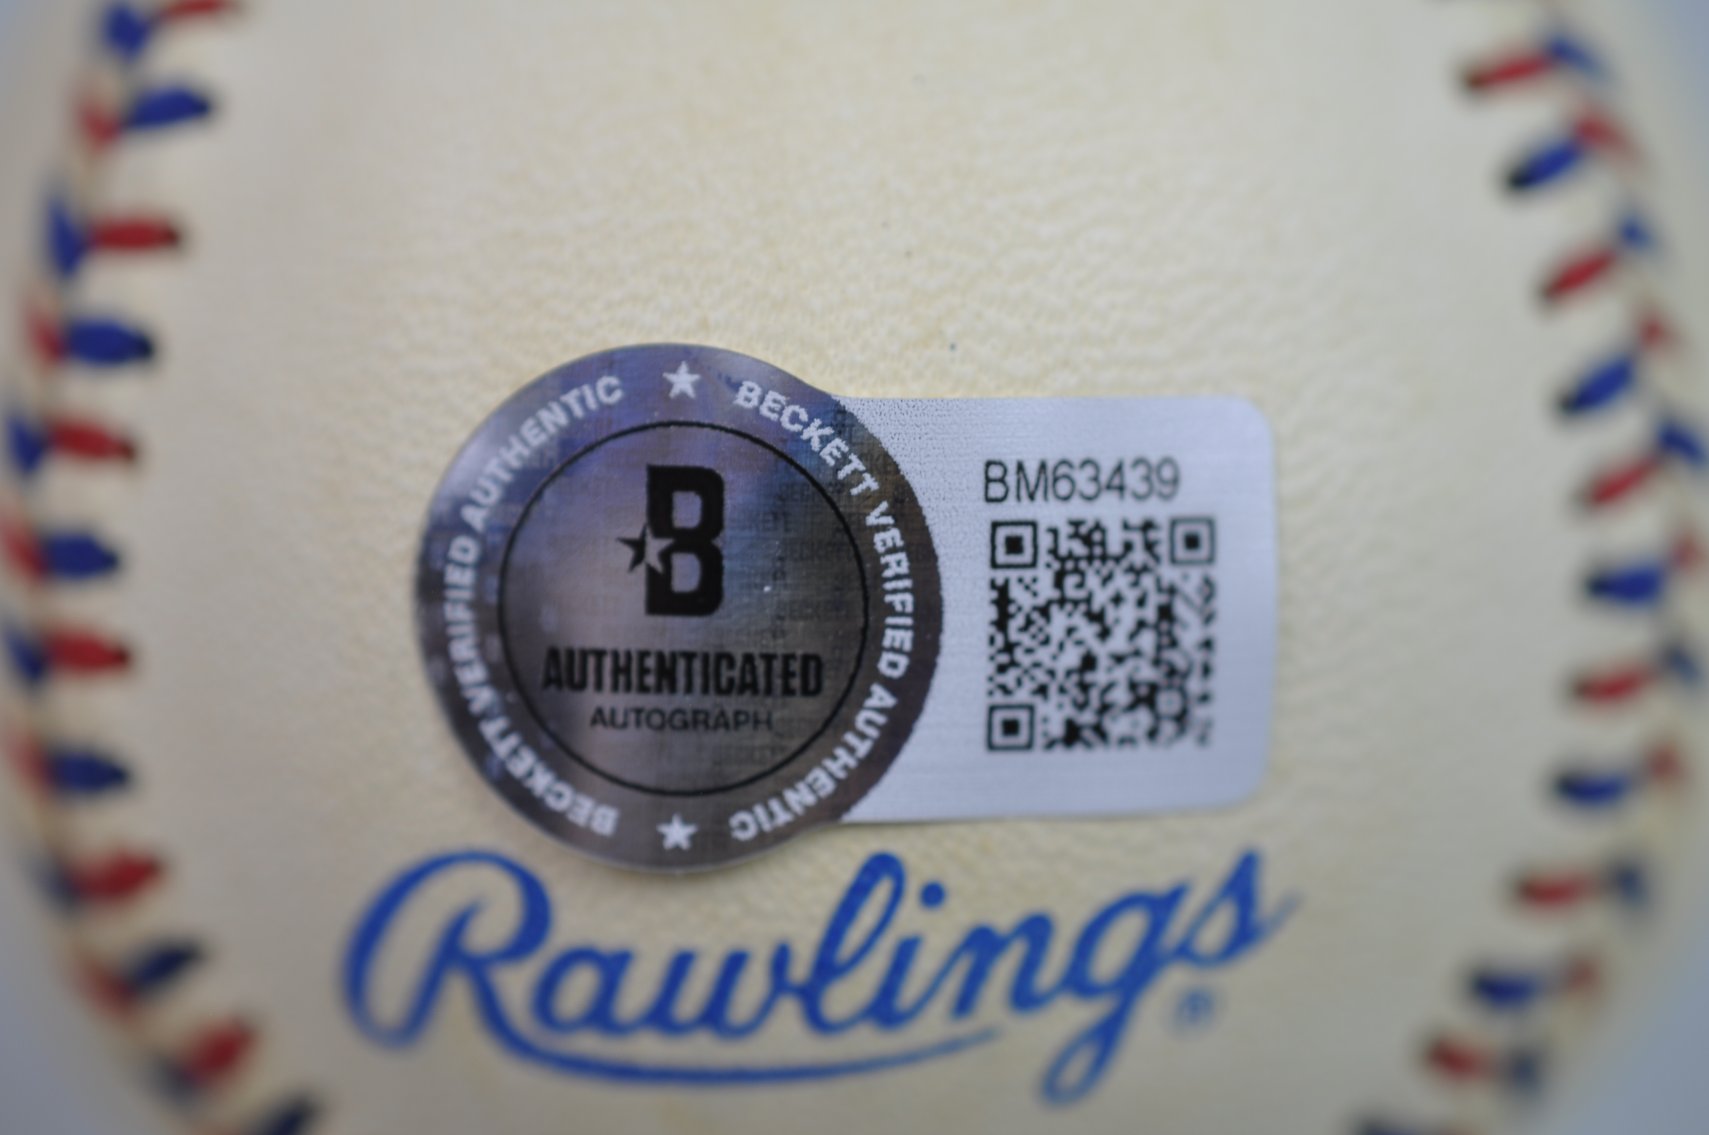 BECKETT VERIFIED AUTHENTIC ★ BECKETT VERIFIED AUTHENTIC ★
B
AUTHENTICATED
AUTOGRAPH
BM63439
Rawlings®